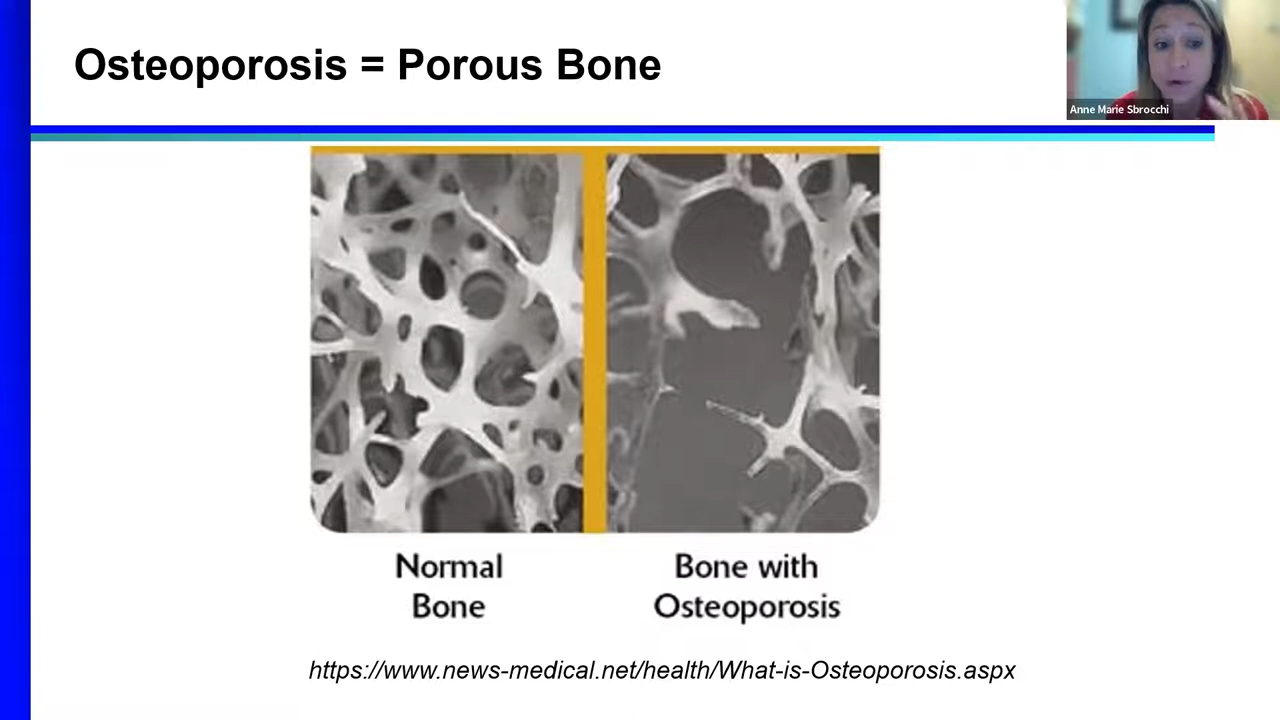 Osteoporosis = Porous Bone
Anne Marie Sbrocchi
Normal
Bone
Bone with
Osteoporosis
https://www.news-medical.net/health/What-is-Osteoporosis.aspx